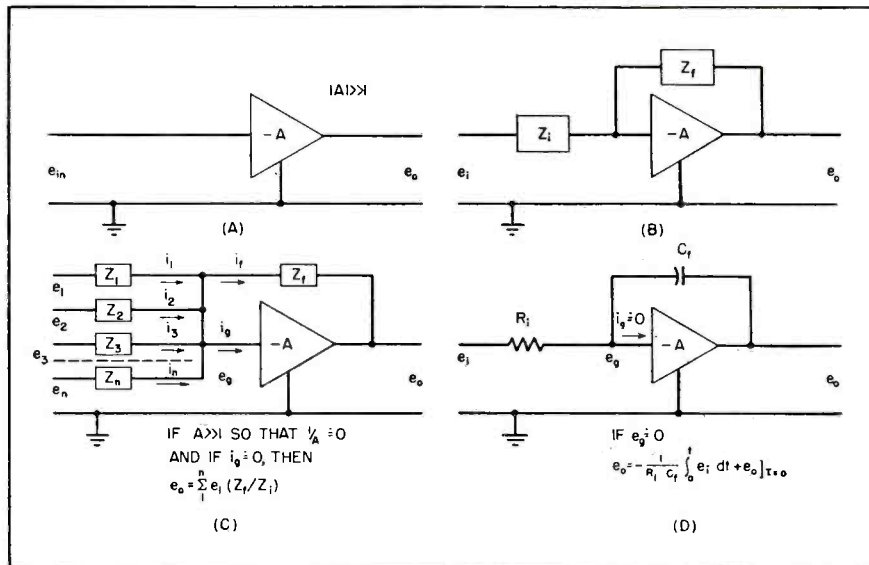 |A|>>1
-A
e_in
e_o
(A)
Z_f
Z_i
-A
e_i
e_o
(B)
Z_1
i_1
i_f
Z_f
e_1
Z_2
i_2
e_2
Z_3
i_3
i_g
-A
e_3
Z_n
i_n
e_g
e_n
e_o
IF A>>1 SO THAT 1/A ≐ 0
AND IF i_g ≐ 0, THEN
e_o = Σ_1^n e_i (Z_f/Z_i)
(C)
C_f
R_i
i_g ≐ 0
e_i
e_g
-A
e_o
IF e_g ≐ 0
e_o = -1/(R_i C_f) ∫_0^t e_i dt + e_o]_τ=0
(D)